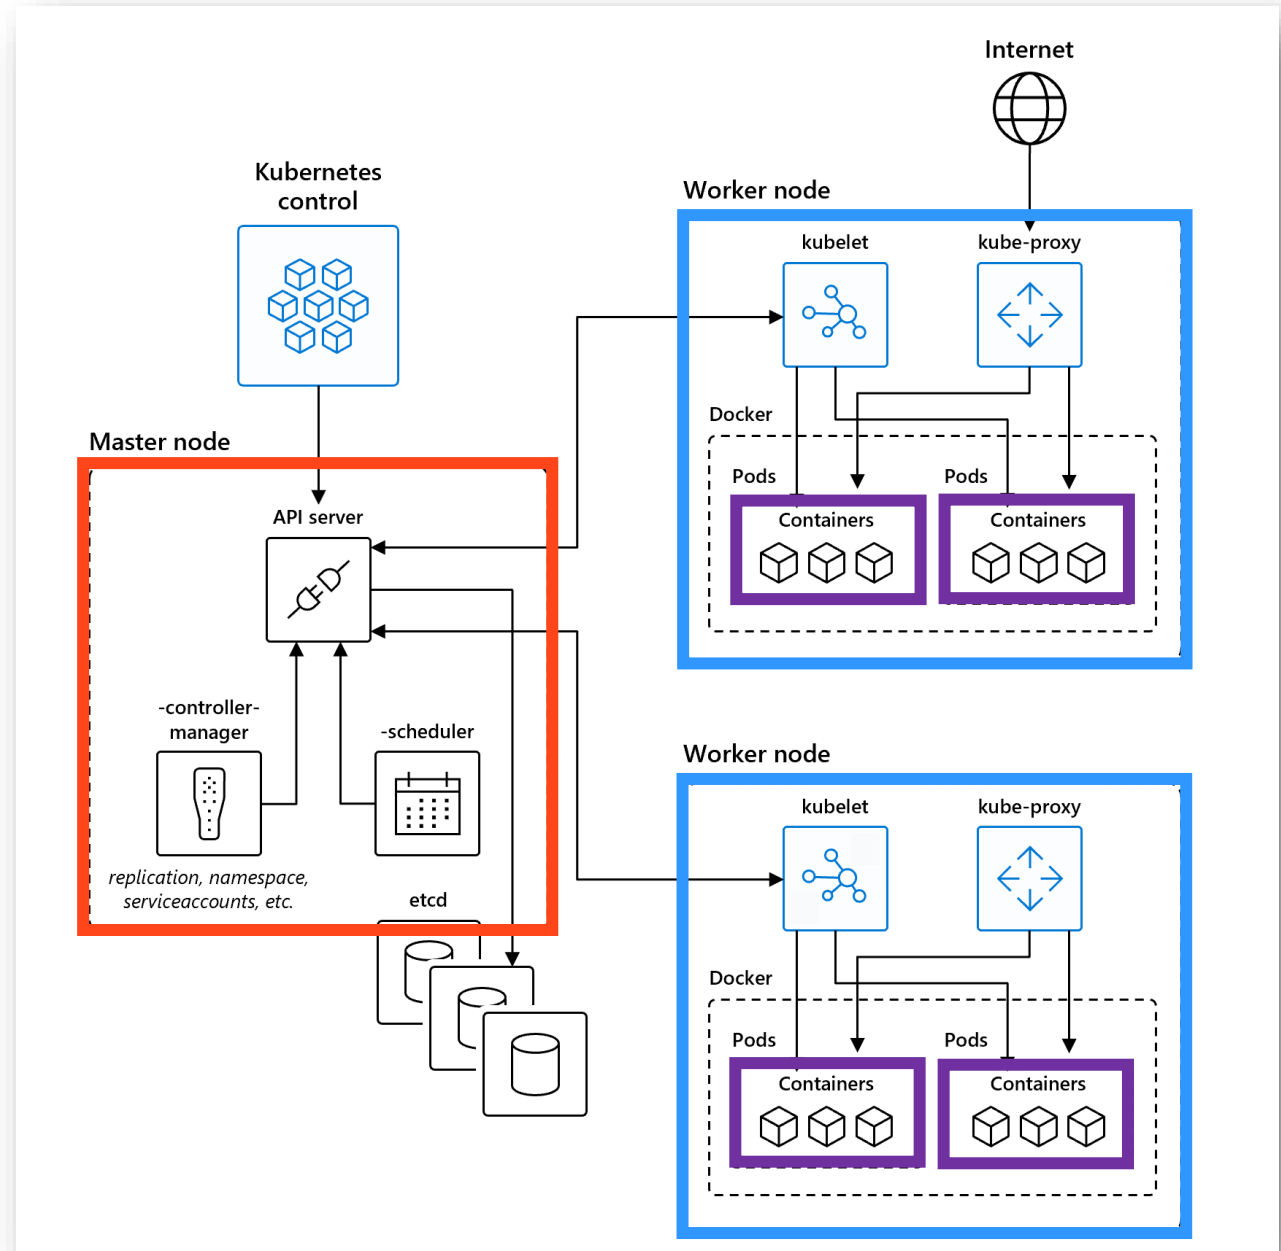 Internet
Kubernetes
control
Worker node
kubelet
kube-proxy
Docker
Pods
Pods
Containers
Containers
Master node
API server
-controller-
manager
-scheduler
replication, namespace,
serviceaccounts, etc.
etcd
Worker node
kubelet
kube-proxy
Docker
Pods
Pods
Containers
Containers